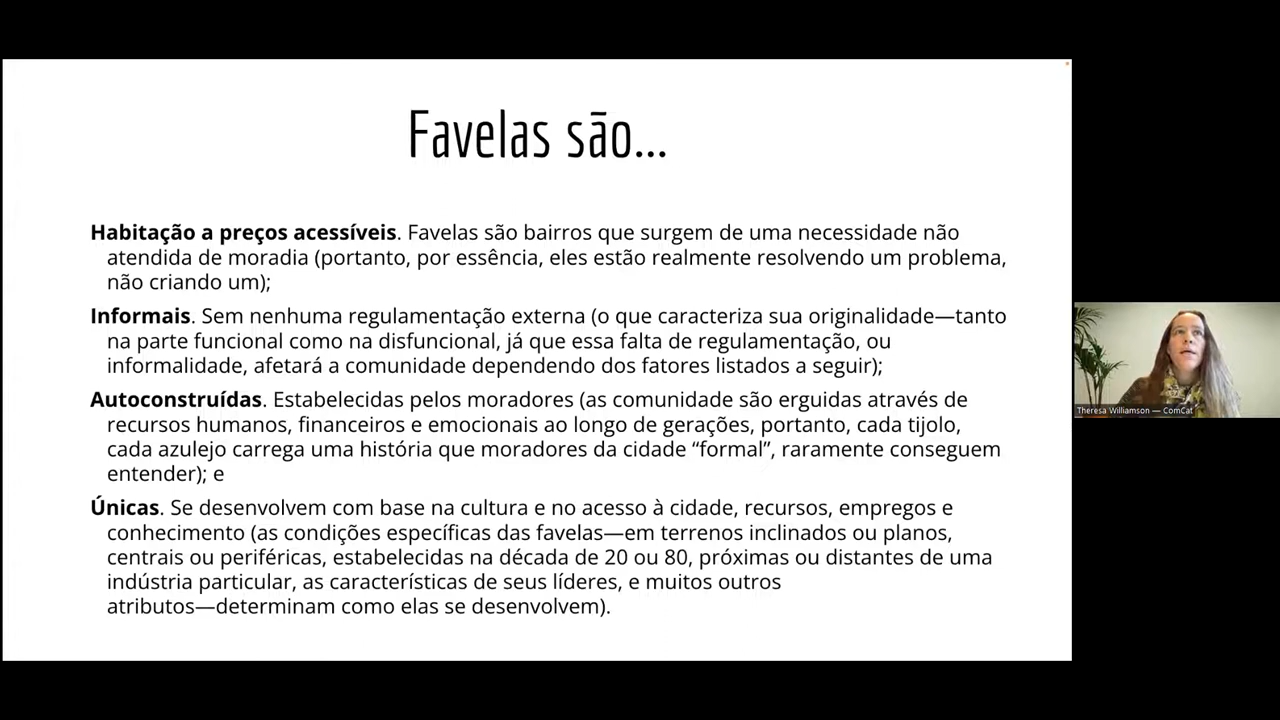 Favelas são...
Habitação a preços acessíveis. Favelas são bairros que surgem de uma necessidade não
atendida de moradia (portanto, por essência, eles estão realmente resolvendo um problema,
não criando um);
Informais. Sem nenhuma regulamentação externa (o que caracteriza sua originalidade—tanto
na parte funcional como na disfuncional, já que essa falta de regulamentação, ou
informalidade, afetará a comunidade dependendo dos fatores listados a seguir);
Autoconstruídas. Estabelecidas pelos moradores (as comunidade são erguidas através de
recursos humanos, financeiros e emocionais ao longo de gerações, portanto, cada tijolo,
cada azulejo carrega uma história que moradores da cidade “formal”, raramente conseguem
entender); e
Únicas. Se desenvolvem com base na cultura e no acesso à cidade, recursos, empregos e
conhecimento (as condições específicas das favelas—em terrenos inclinados ou planos,
centrais ou periféricas, estabelecidas na década de 20 ou 80, próximas ou distantes de uma
indústria particular, as características de seus líderes, e muitos outros
atributos—determinam como elas se desenvolvem).
Theresa Williamson — ComCat